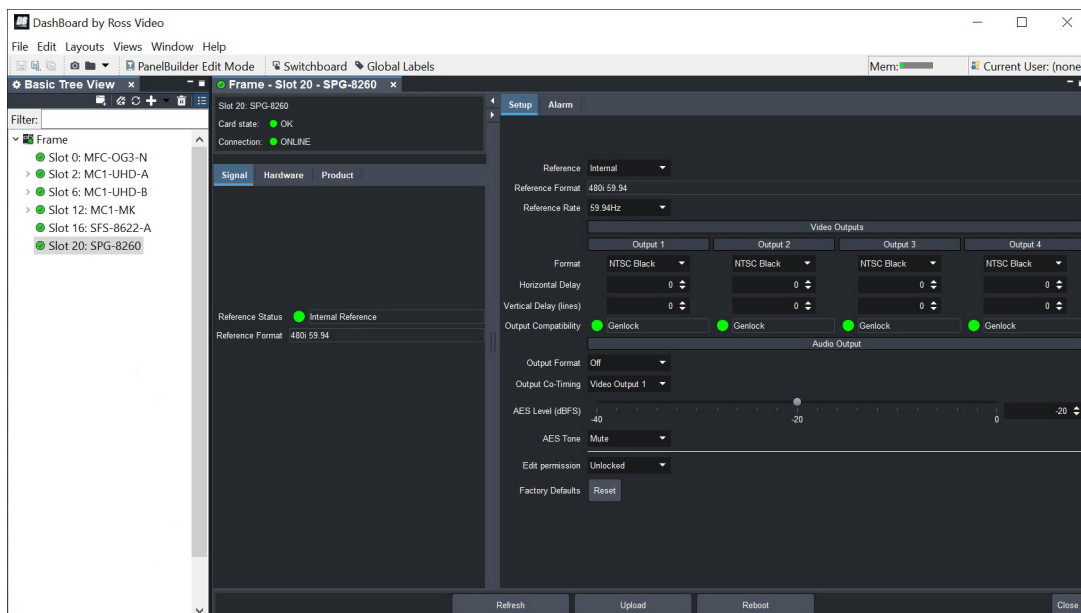 DashBoard by Ross Video
File Edit Layouts Views Window Help
PanelBuilder Edit Mode Switchboard Global Labels Mem: Current User: (none
Basic Tree View
Filter:
Frame
Slot 0: MFC-OG3-N
Slot 2: MC1-UHD-A
Slot 6: MC1-UHD-B
Slot 12: MC1-MK
Slot 16: SFS-8622-A
Slot 20: SPG-8260
Frame - Slot 20 - SPG-8260
Slot 20: SPG-8260
Card state: OK
Connection: ONLINE
Signal Hardware Product
Reference Status Internal Reference
Reference Format 480i 59.94
Setup Alarm
Reference Internal
Reference Format 480i 59.94
Reference Rate 59.94Hz
Video Outputs
Output 1 Output 2 Output 3 Output 4
Format NTSC Black NTSC Black NTSC Black NTSC Black
Horizontal Delay 0 0 0 0
Vertical Delay (lines) 0 0 0 0
Output Compatibility Genlock Genlock Genlock Genlock
Audio Output
Output Format Off
Output Co-Timing Video Output 1
AES Level (dBFS) -20
-40 -20 0
AES Tone Mute
Edit permission Unlocked
Factory Defaults Reset
Refresh Upload Reboot Close